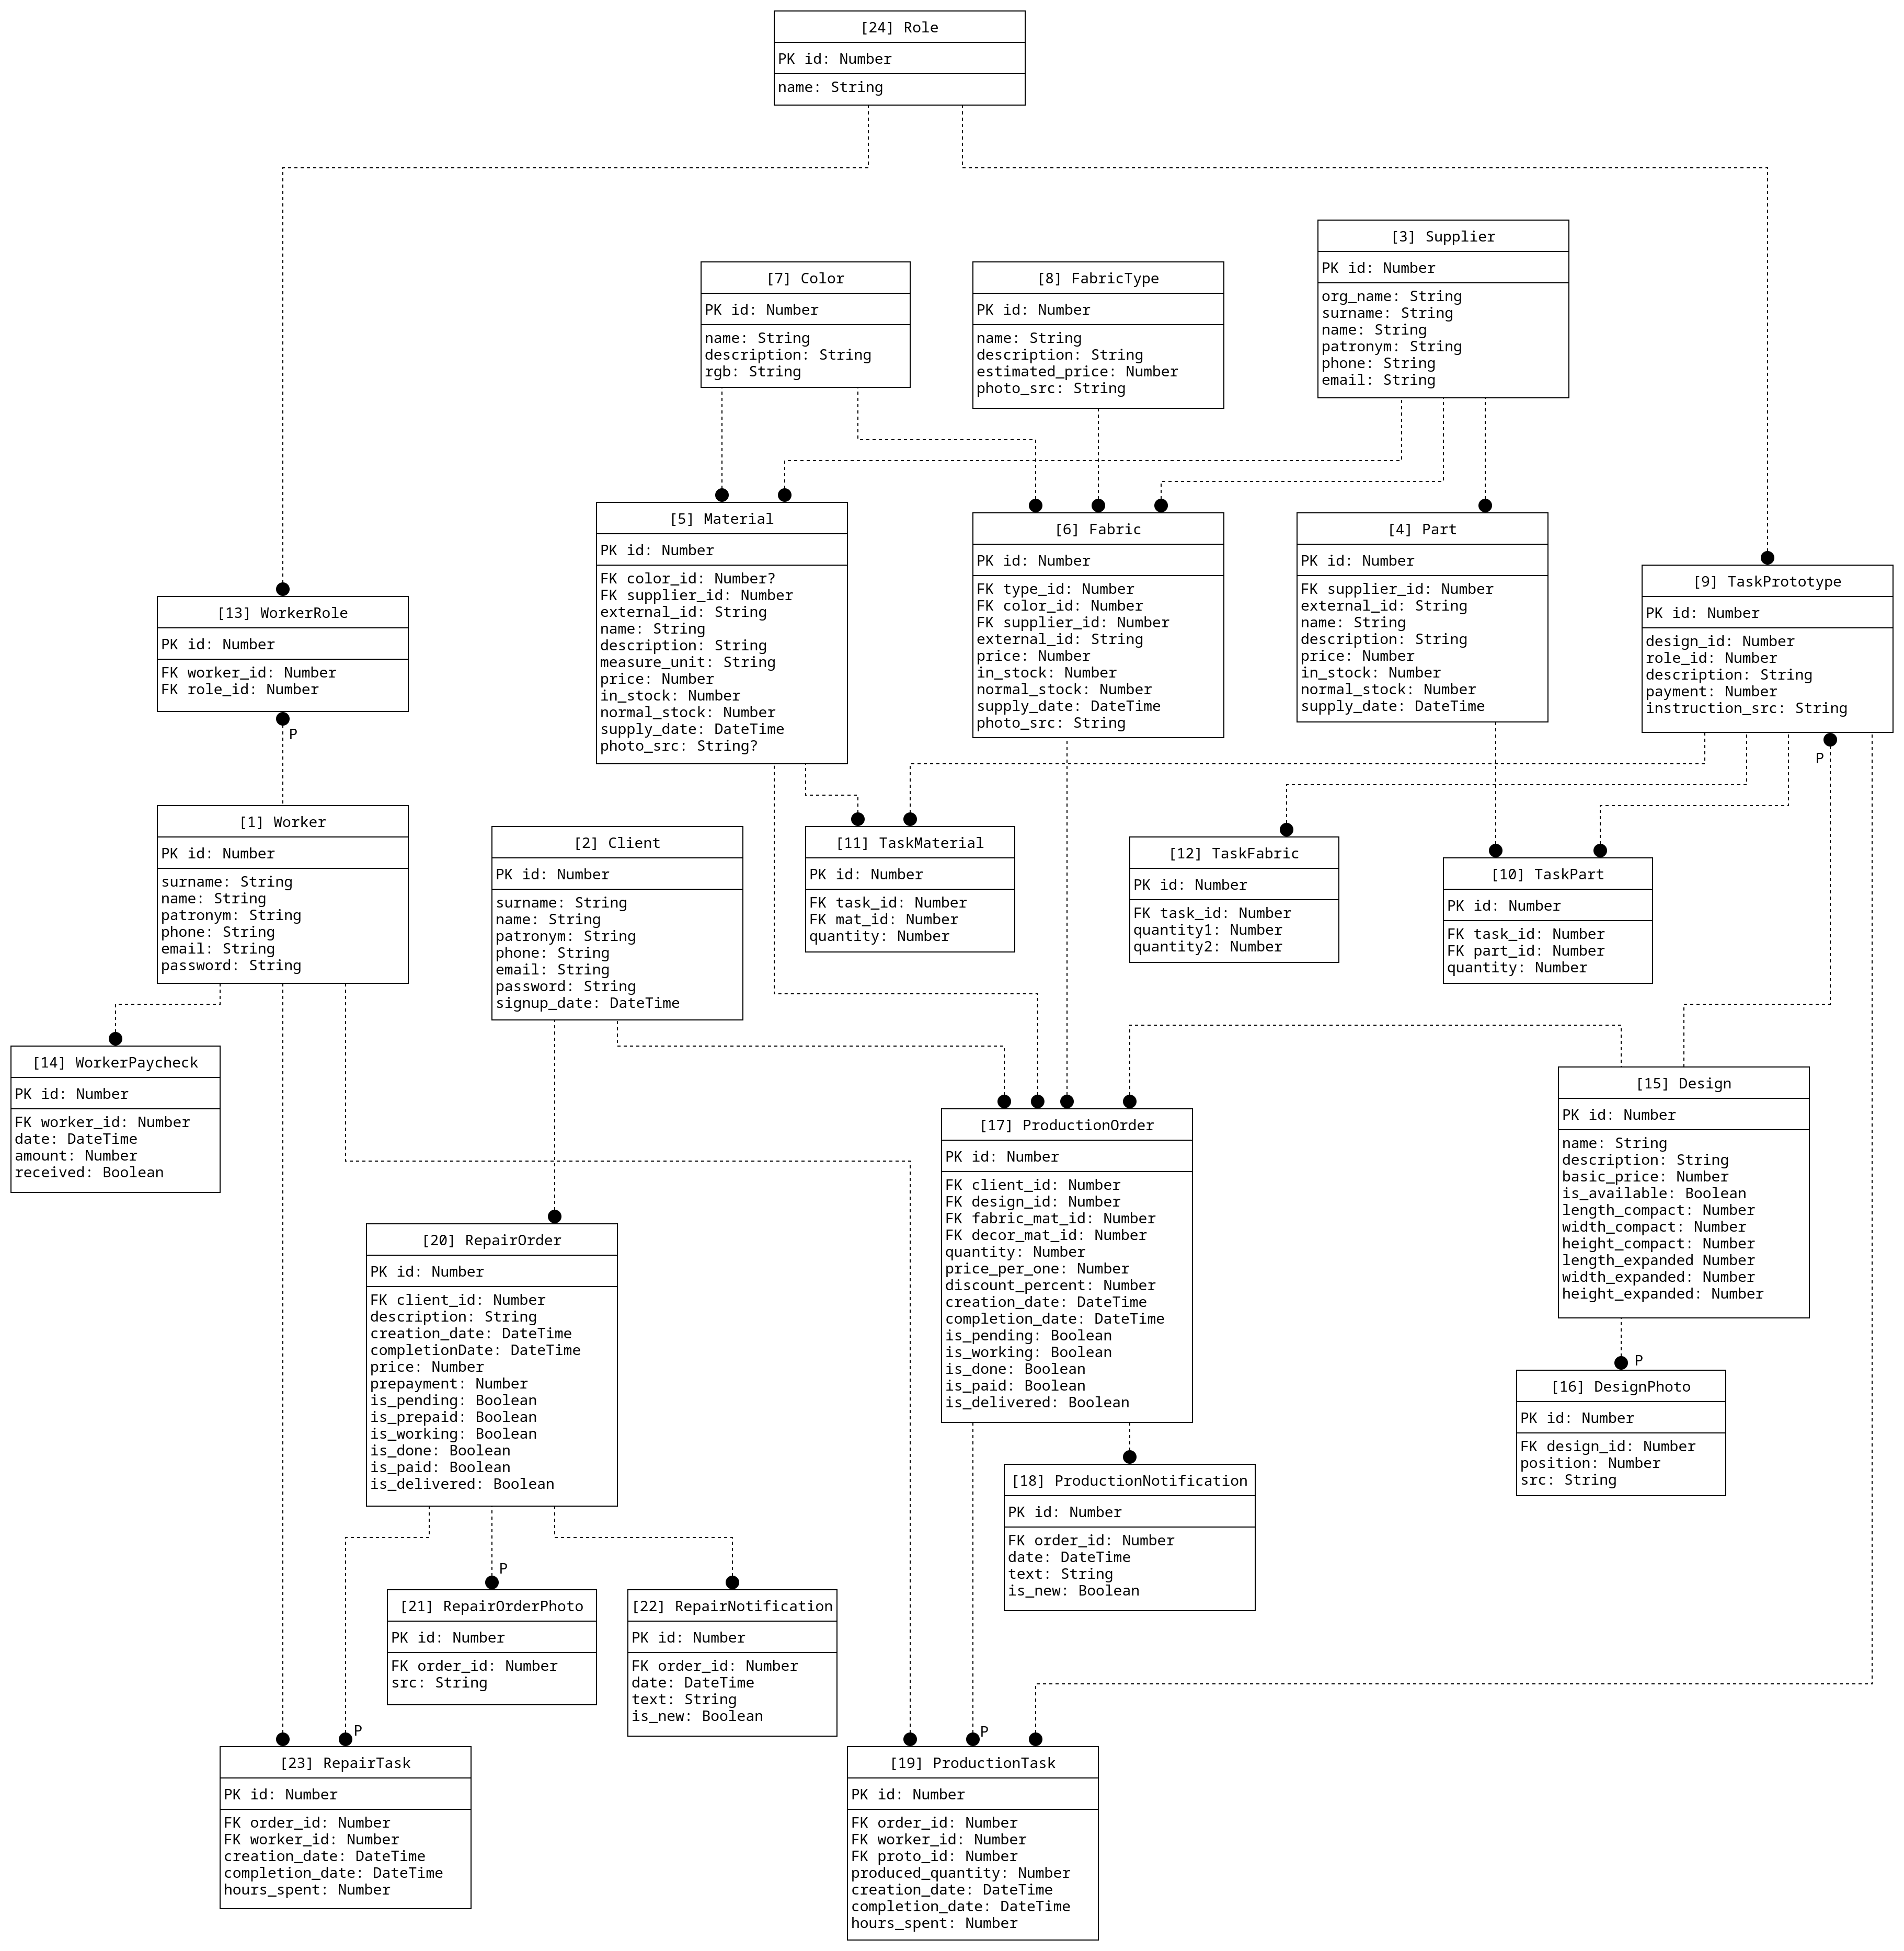 [24] Role
PK id: Number
name: String
[3] Supplier
PK id: Number
org_name: String
surname: String
name: String
patronym: String
phone: String
email: String
[7] Color
PK id: Number
name: String
description: String
rgb: String
[8] FabricType
PK id: Number
name: String
description: String
estimated_price: Number
photo_src: String
[5] Material
PK id: Number
FK color_id: Number?
FK supplier_id: Number
external_id: String
name: String
description: String
measure_unit: String
price: Number
in_stock: Number
normal_stock: Number
supply_date: DateTime
photo_src: String?
[6] Fabric
PK id: Number
FK type_id: Number
FK color_id: Number
FK supplier_id: Number
external_id: String
price: Number
in_stock: Number
normal_stock: Number
supply_date: DateTime
photo_src: String
[4] Part
PK id: Number
FK supplier_id: Number
external_id: String
name: String
description: String
price: Number
in_stock: Number
normal_stock: Number
supply_date: DateTime
[9] TaskPrototype
PK id: Number
design_id: Number
role_id: Number
description: String
payment: Number
instruction_src: String
P
[13] WorkerRole
PK id: Number
FK worker_id: Number
FK role_id: Number
P
[1] Worker
PK id: Number
surname: String
name: String
patronym: String
phone: String
email: String
password: String
[2] Client
PK id: Number
surname: String
name: String
patronym: String
phone: String
email: String
password: String
signup_date: DateTime
[11] TaskMaterial
PK id: Number
FK task_id: Number
FK mat_id: Number
quantity: Number
[12] TaskFabric
PK id: Number
FK task_id: Number
quantity1: Number
quantity2: Number
[10] TaskPart
PK id: Number
FK task_id: Number
FK part_id: Number
quantity: Number
[14] WorkerPaycheck
PK id: Number
FK worker_id: Number
date: DateTime
amount: Number
received: Boolean
[15] Design
PK id: Number
name: String
description: String
basic_price: Number
is_available: Boolean
length_compact: Number
width_compact: Number
height_compact: Number
length_expanded Number
width_expanded: Number
height_expanded: Number
[17] ProductionOrder
PK id: Number
FK client_id: Number
FK design_id: Number
FK fabric_mat_id: Number
FK decor_mat_id: Number
quantity: Number
price_per_one: Number
discount_percent: Number
creation_date: DateTime
completion_date: DateTime
is_pending: Boolean
is_working: Boolean
is_done: Boolean
is_paid: Boolean
is_delivered: Boolean
[20] RepairOrder
PK id: Number
FK client_id: Number
description: String
creation_date: DateTime
completionDate: DateTime
price: Number
prepayment: Number
is_pending: Boolean
is_prepaid: Boolean
is_working: Boolean
is_done: Boolean
is_paid: Boolean
is_delivered: Boolean
P
[16] DesignPhoto
PK id: Number
FK design_id: Number
position: Number
src: String
[18] ProductionNotification
PK id: Number
FK order_id: Number
date: DateTime
text: String
is_new: Boolean
P
[21] RepairOrderPhoto
PK id: Number
FK order_id: Number
src: String
[22] RepairNotification
PK id: Number
FK order_id: Number
date: DateTime
text: String
is_new: Boolean
P
[23] RepairTask
PK id: Number
FK order_id: Number
FK worker_id: Number
creation_date: DateTime
completion_date: DateTime
hours_spent: Number
P
[19] ProductionTask
PK id: Number
FK order_id: Number
FK worker_id: Number
FK proto_id: Number
produced_quantity: Number
creation_date: DateTime
completion_date: DateTime
hours_spent: Number